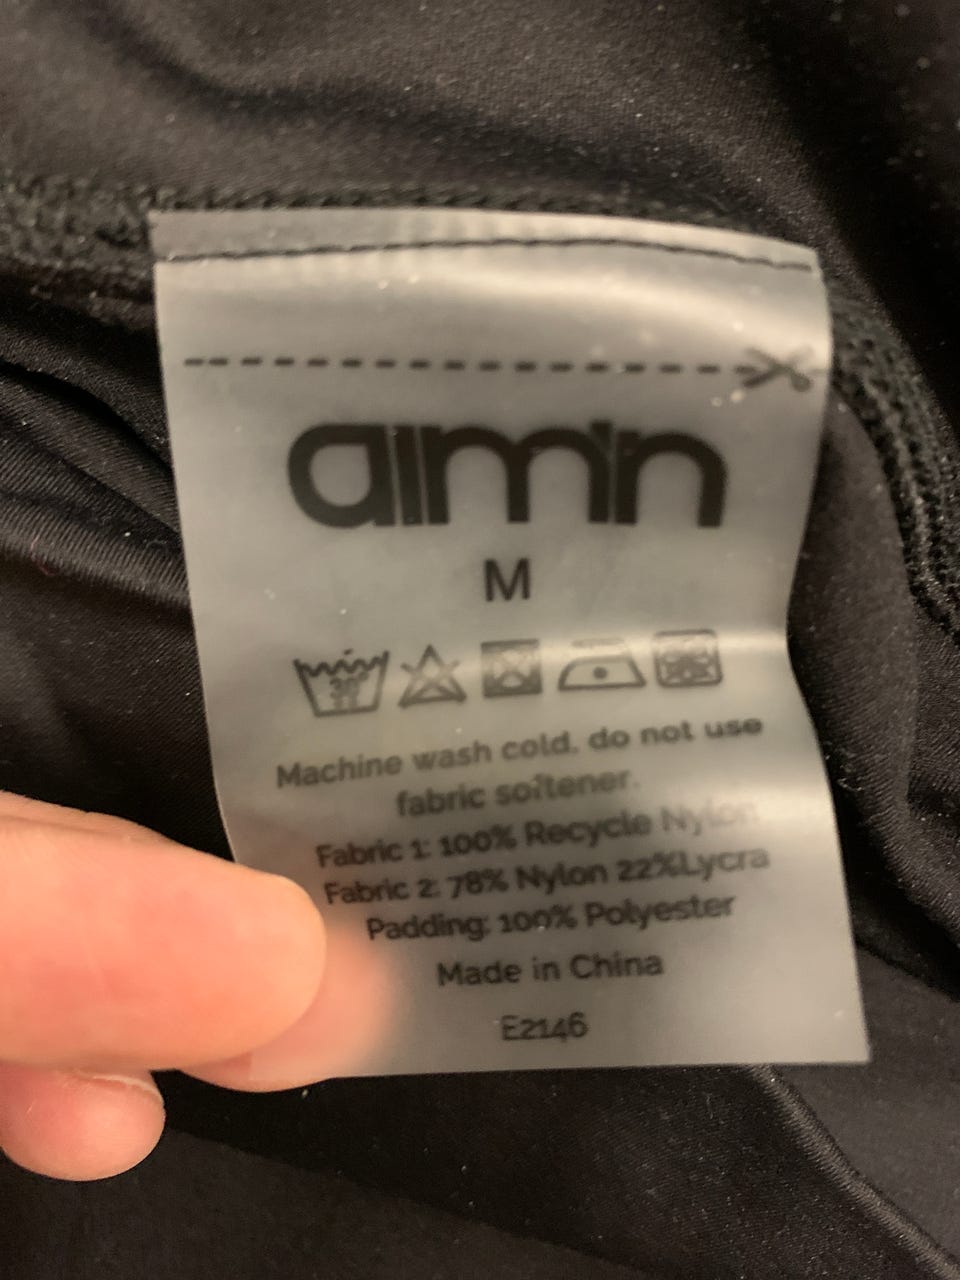 aim'n
M
30°
Machine wash cold. do not use
fabric softener.
Fabric 1: 100% Recycle Nylon
Fabric 2: 78% Nylon 22%Lycra
Padding: 100% Polyester
Made in China
E2146